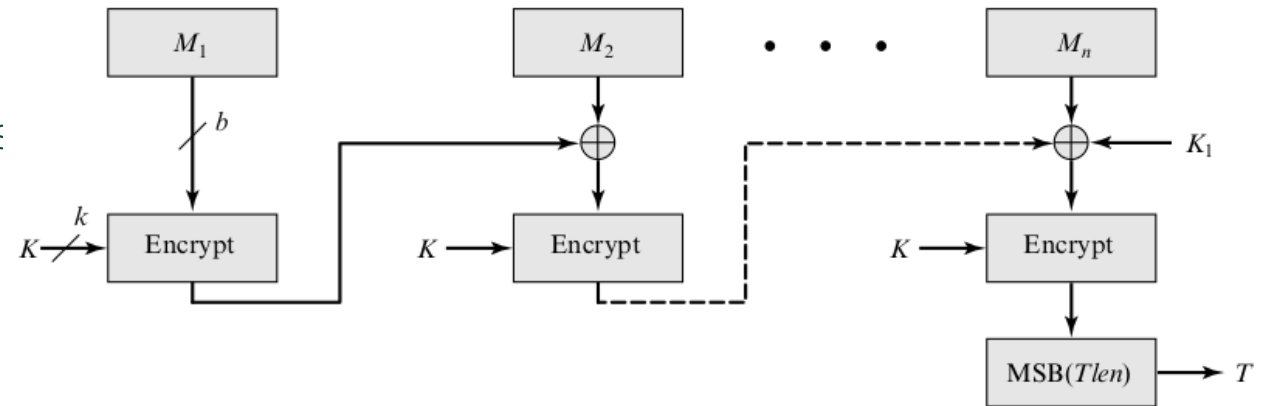 M1 M2 • • • Mn
b
K1
k
K Encrypt K Encrypt K Encrypt
MSB(Tlen) T